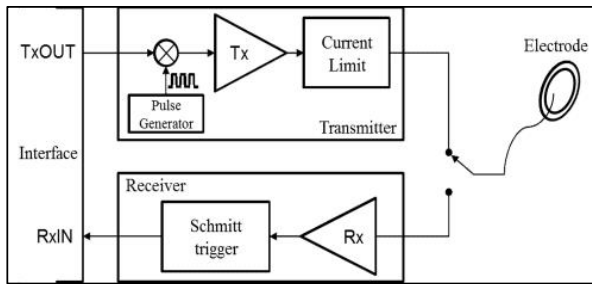 TxOUT
Tx
Current
Limit
Electrode
Pulse
Generator
Transmitter
Interface
Receiver
Schmitt
trigger
Rx
RxIN